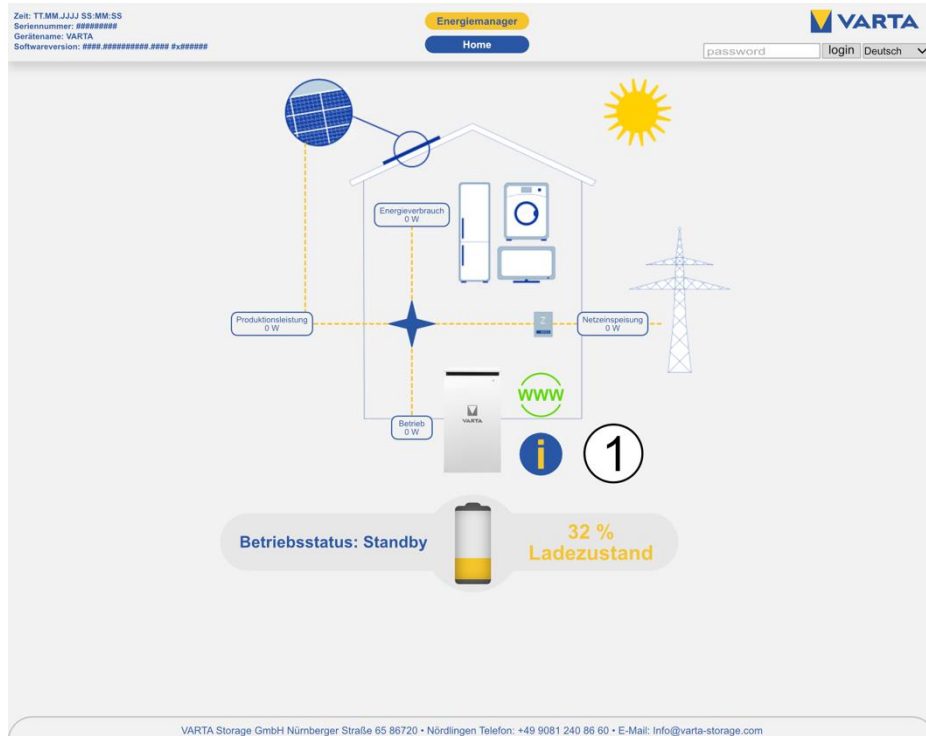 Zeit: TT.MM.JJJJ SS:MM:SS
Seriennummer: #########
Gerätename: VARTA
Softwareversion: ####.##########.#### #x######
Energiemanager
Home
VARTA
password
login
Deutsch
Energieverbrauch
0 W
Produktionsleistung
0 W
Z
Netzeinspeisung
0 W
Betrieb
0 W
VARTA
www
i
1
Betriebsstatus: Standby
32 %
Ladezustand
VARTA Storage GmbH Nürnberger Straße 65 86720 • Nördlingen Telefon: +49 9081 240 86 60 • E-Mail: Info@varta-storage.com